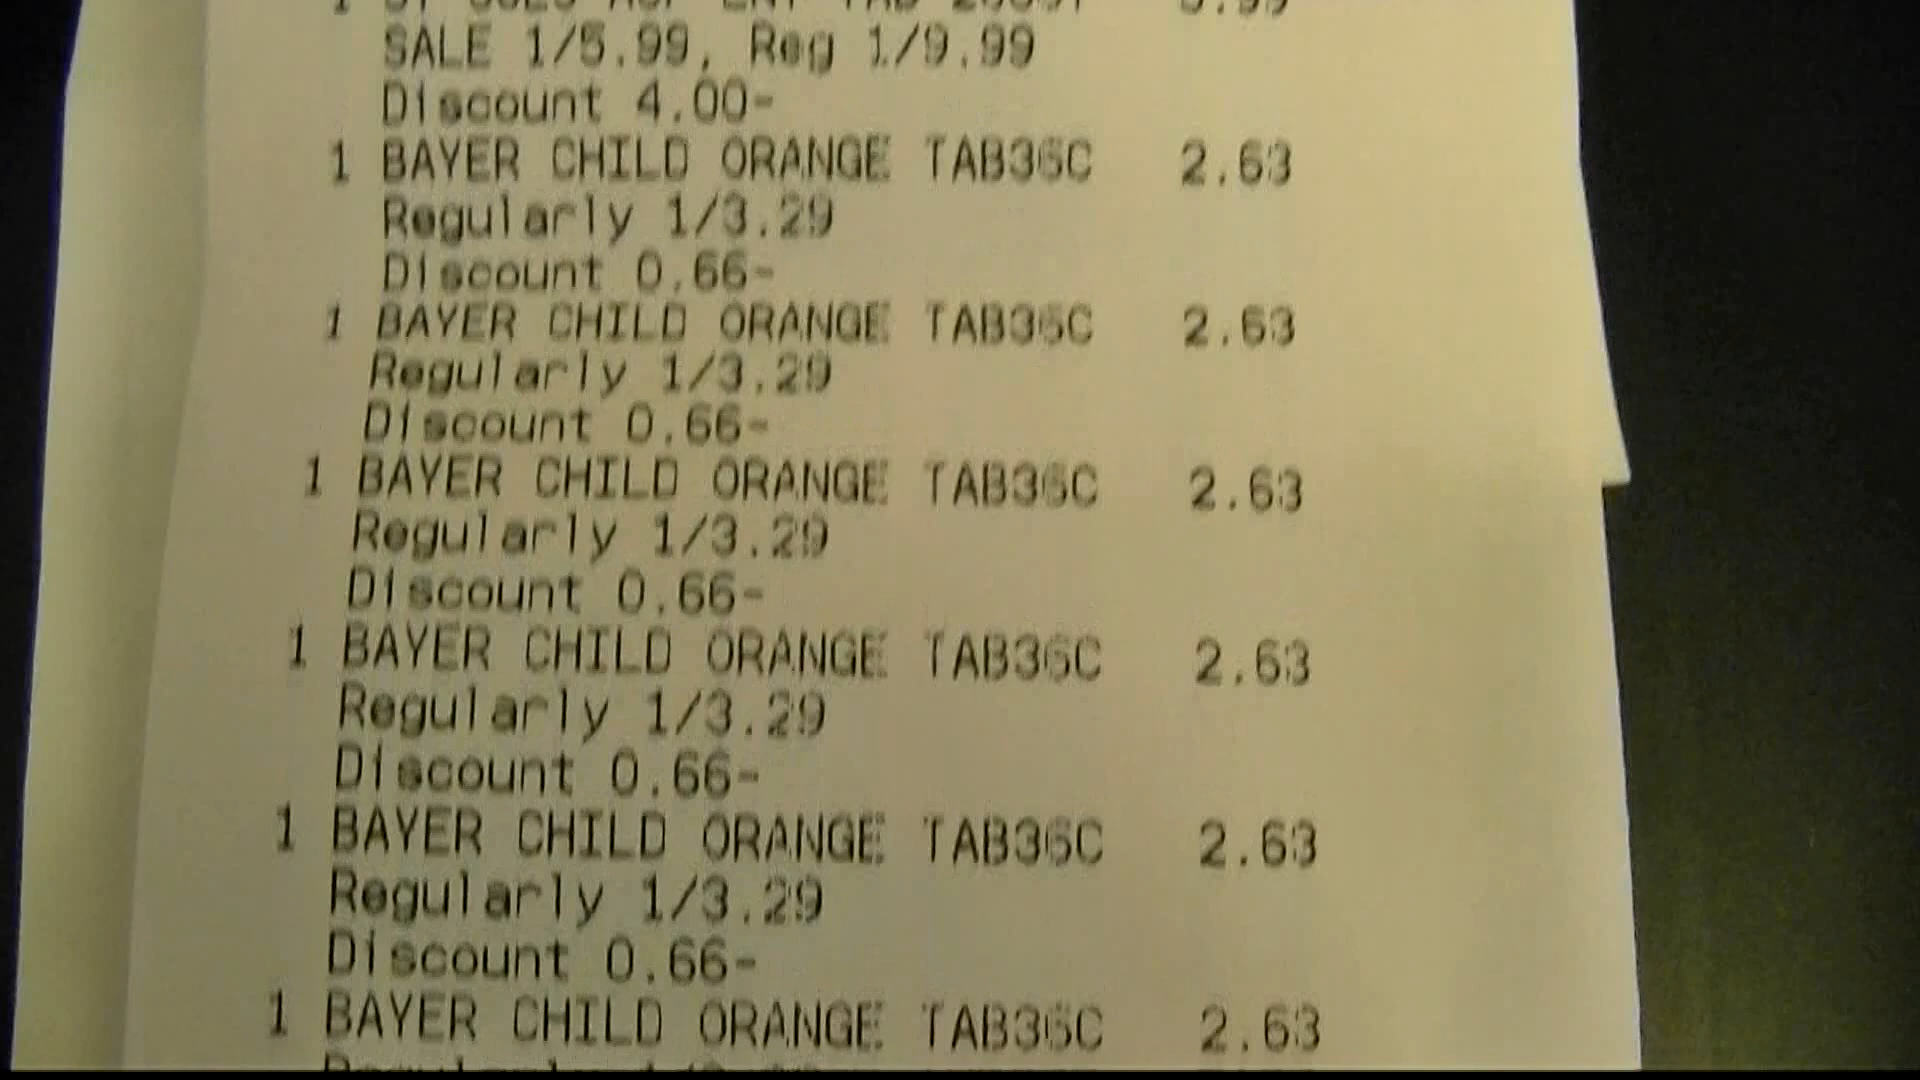 SALE 1/5.99, Reg 1/9.99
Discount 4.00-
1 BAYER CHILD ORANGE TAB36C 2.63
Regularly 1/3.29
Discount 0.66-
1 BAYER CHILD ORANGE TAB36C 2.63
Regularly 1/3.29
Discount 0.66-
1 BAYER CHILD ORANGE TAB36C 2.63
Regularly 1/3.29
Discount 0.66-
1 BAYER CHILD ORANGE TAB36C 2.63
Regularly 1/3.29
Discount 0.66-
1 BAYER CHILD ORANGE TAB36C 2.63
Regularly 1/3.29
Discount 0.66-
1 BAYER CHILD ORANGE TAB36C 2.63